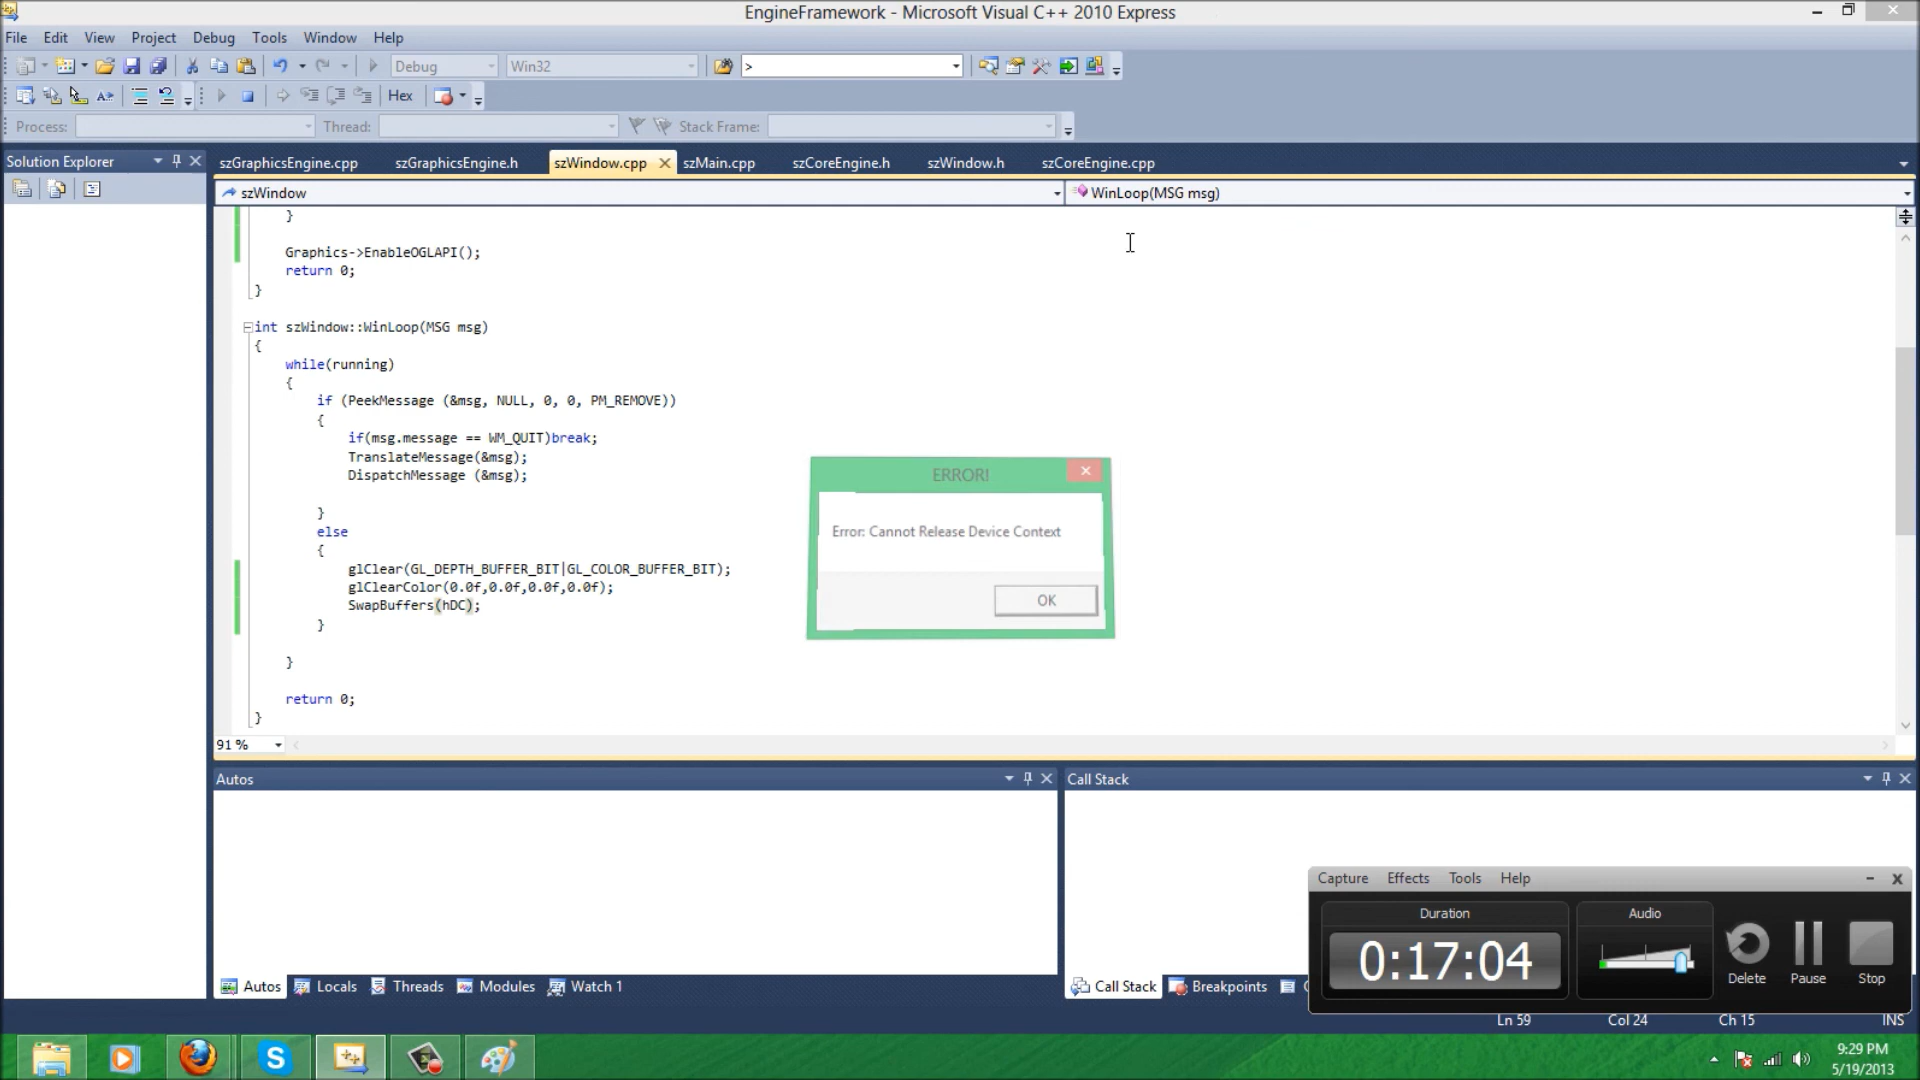 EngineFramework - Microsoft Visual C++ 2010 Express
File Edit View Project Debug Tools Window Help
Debug Win32 >
Hex
Process: Thread: Stack Frame:
Solution Explorer
szGraphicsEngine.cpp szGraphicsEngine.h szWindow.cpp szMain.cpp szCoreEngine.h szWindow.h szCoreEngine.cpp
szWindow WinLoop(MSG msg)
}
Graphics->EnableOGLAPI();
return 0;
}
int szWindow::WinLoop(MSG msg)
{
while(running)
{
if (PeekMessage (&msg, NULL, 0, 0, PM_REMOVE))
{
if(msg.message == WM_QUIT)break;
TranslateMessage(&msg);
DispatchMessage (&msg);
}
else
{
glClear(GL_DEPTH_BUFFER_BIT|GL_COLOR_BUFFER_BIT);
glClearColor(0.0f,0.0f,0.0f,0.0f);
SwapBuffers(hDC);
}
}
return 0;
}
ERROR!
Error: Cannot Release Device Context
OK
91 %
Autos
Call Stack
Autos Locals Threads Modules Watch 1
Call Stack Breakpoints
Capture Effects Tools Help
Duration
0:17:04
Audio
Delete Pause Stop
Ln 59 Col 24 Ch 15 INS
9:29 PM
5/19/2013